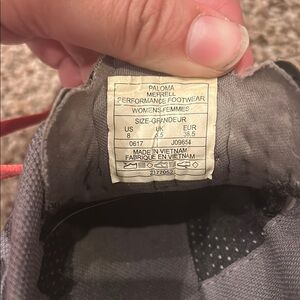 PALOMA
MERRELL
PERFORMANCE FOOTWEAR
WOMENS/FEMMES
SIZE-GRANDEUR
US UK EUR
8 5.5 38.5
0617 J09654
MADE IN VIETNAM
FABRIQUE EN VIETNAM